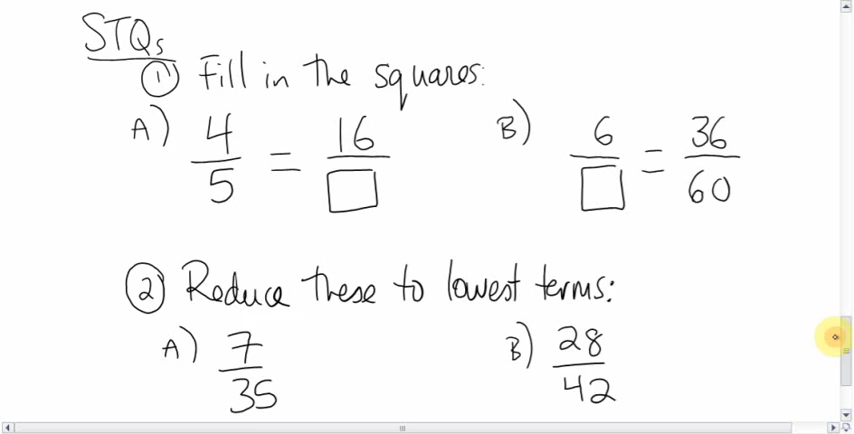 STQs
① Fill in the squares:
A) 4/5 = 16/□ B) 6/□ = 36/60
② Reduce these to lowest terms:
A) 7/35 B) 28/42